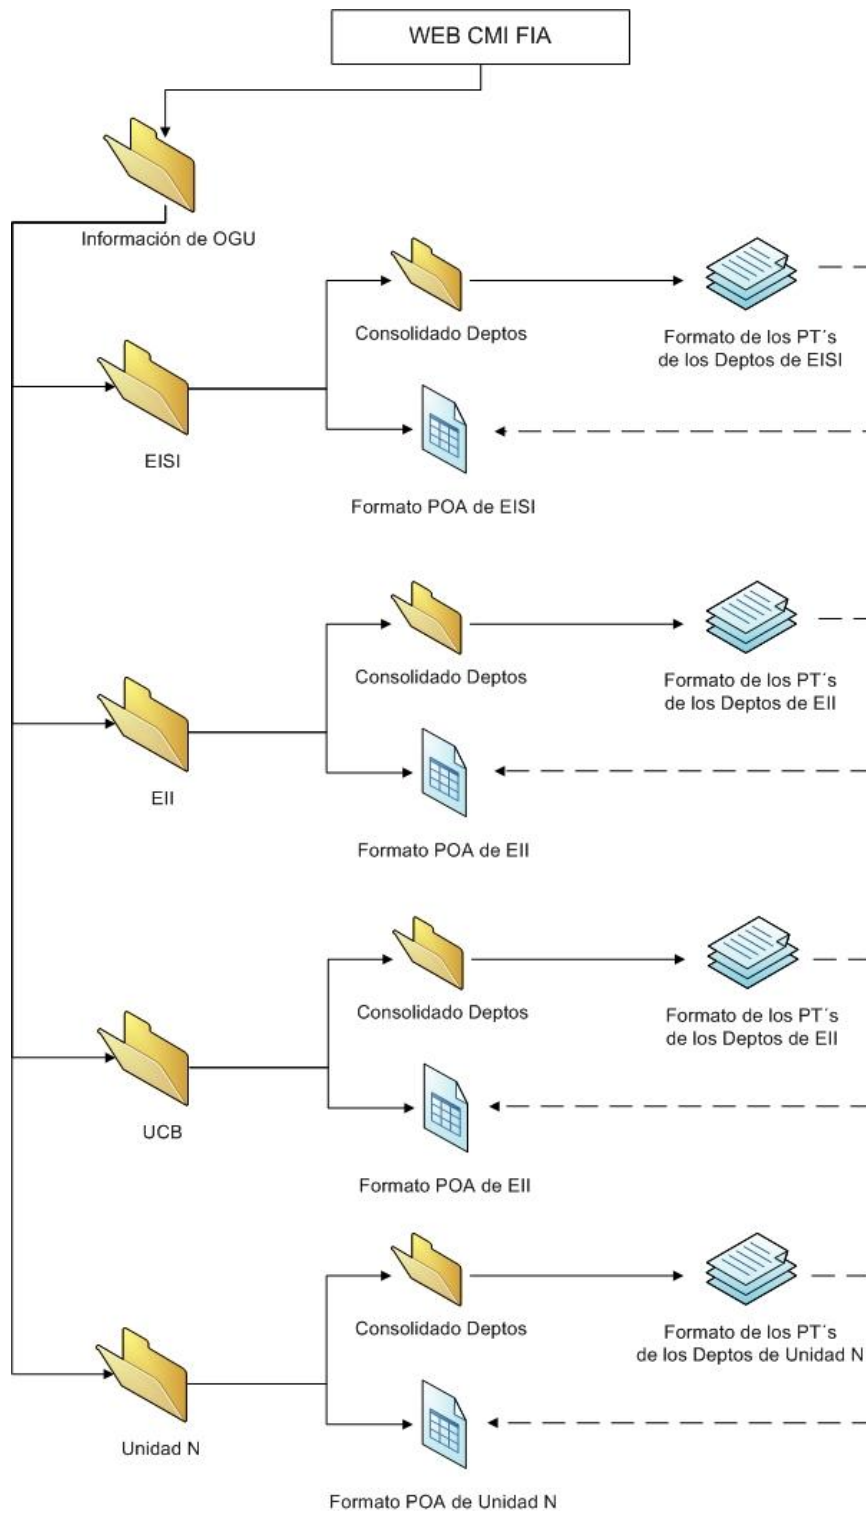 WEB CMI FIA
Información de OGU
Consolidado Deptos
Formato de los PT´s
de los Deptos de EISI
EISI
Formato POA de EISI
Consolidado Deptos
Formato de los PT´s
de los Deptos de EII
EII
Formato POA de EII
Consolidado Deptos
Formato de los PT´s
de los Deptos de EII
UCB
Formato POA de EII
Consolidado Deptos
Formato de los PT´s
de los Deptos de Unidad N
Unidad N
Formato POA de Unidad N